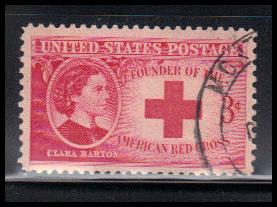 UNITED STATES POSTAGE
FOUNDER OF THE
3¢
AMERICAN RED CROSS
CLARA BARTON